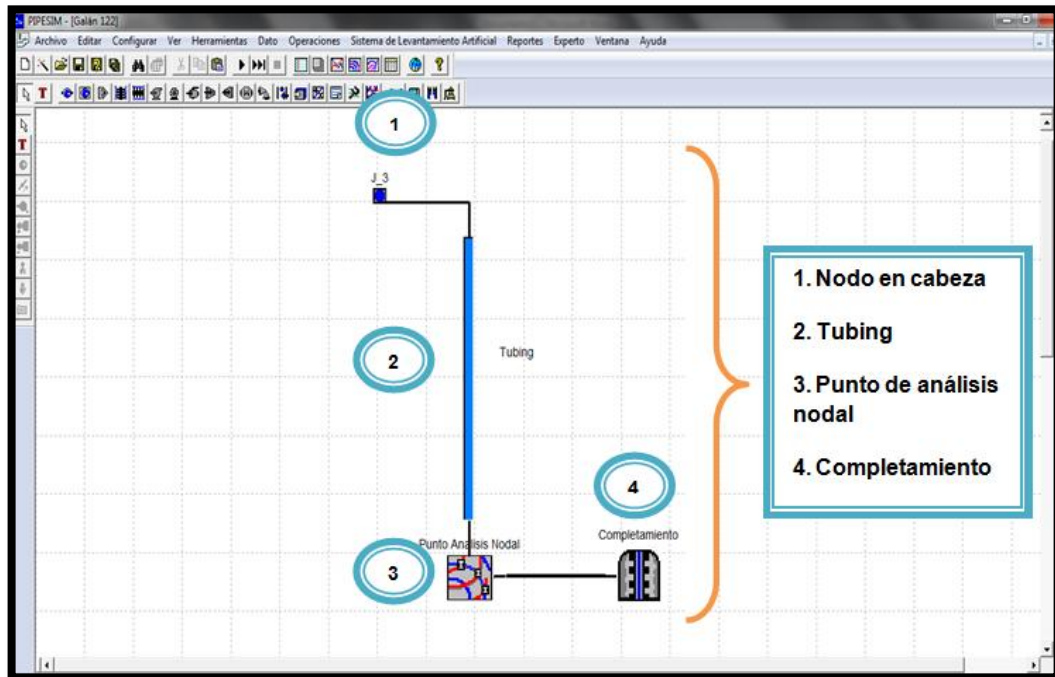 PIPESIM - [Galán 122]
Archivo Editar Configurar Ver Herramientas Dato Operaciones Sistema de Levantamiento Artificial Reportes Experto Ventana Ayuda
T
T
1
J_3
2
Tubing
4
Completamiento
Punto Analisis Nodal
3
1. Nodo en cabeza
2. Tubing
3. Punto de análisis
nodal
4. Completamiento